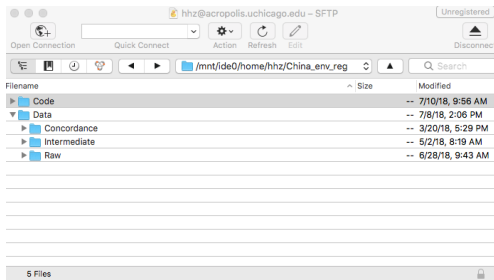 hhz@acropolis.uchicago.edu – SFTP
Unregistered
Open Connection Quick Connect Action Refresh Edit Disconnec
/mnt/ide0/home/hhz/China_env_reg Search
Filename Size Modified
Code -- 7/10/18, 9:56 AM
Data -- 7/8/18, 2:06 PM
Concordance -- 3/20/18, 5:29 PM
Intermediate -- 5/2/18, 8:19 AM
Raw -- 6/28/18, 9:43 AM
5 Files